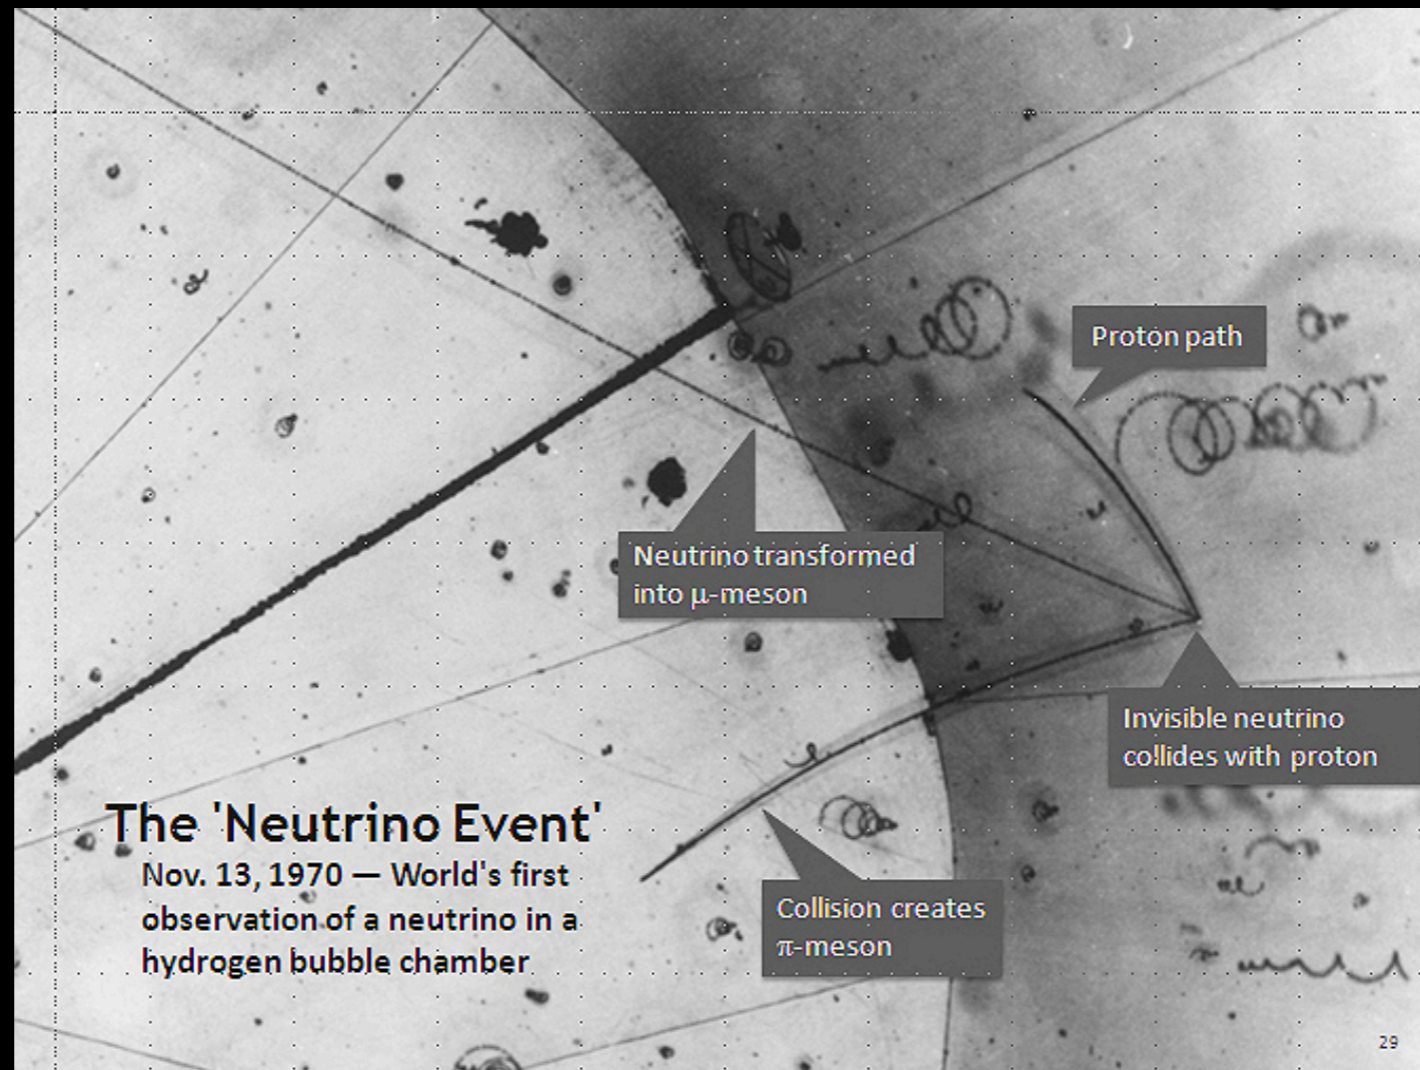 Proton path
Neutrino transformed
into μ-meson
Invisible neutrino
collides with proton
The 'Neutrino Event'
Nov. 13, 1970 — World's first
observation of a neutrino in a
hydrogen bubble chamber
Collision creates
π-meson
29